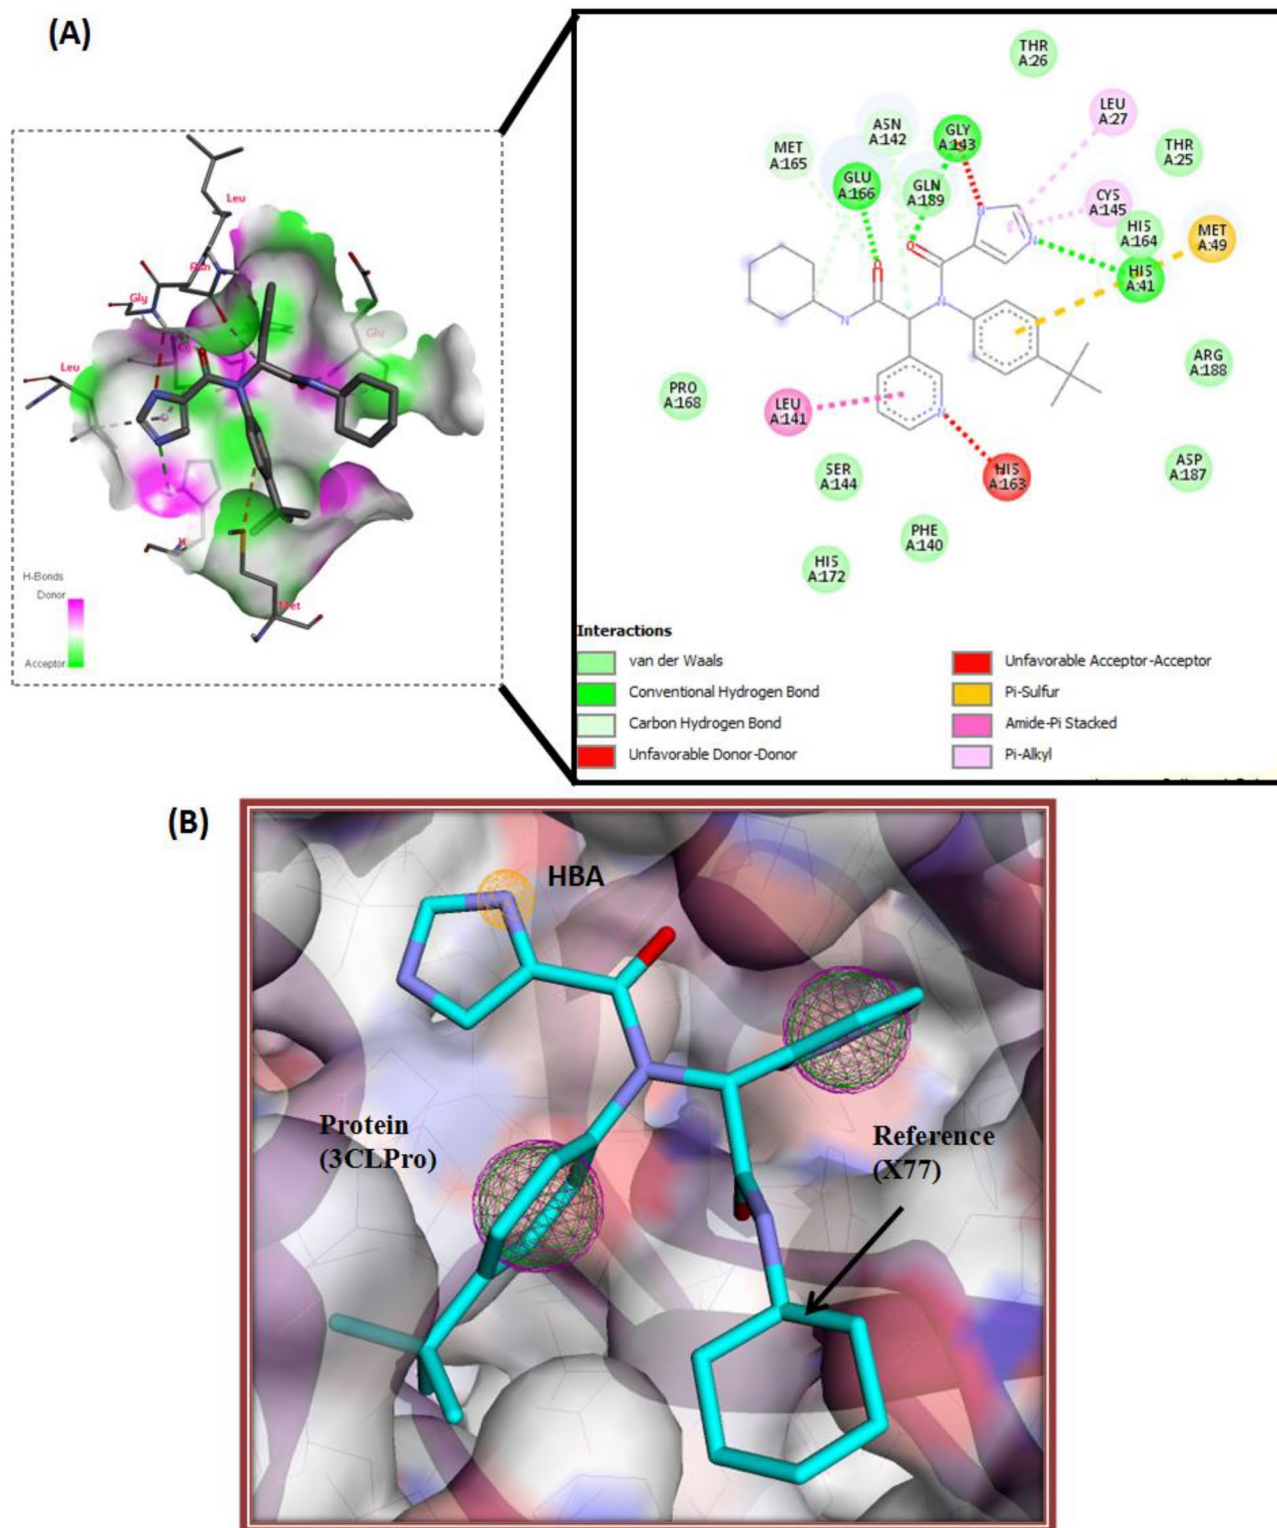 (A)
Leu
Asn
Gly
Glu
Leu
H
Met
H-Bonds
Donor
Acceptor
THR
A:26
LEU
A:27
ASN
A:142
GLY
A:143
MET
A:165
THR
A:25
GLU
A:166
GLN
A:189
CYS
A:145
HIS
A:164
MET
A:49
HIS
A:41
ARG
A:188
PRO
A:168
LEU
A:141
SER
A:144
HIS
A:163
ASP
A:187
PHE
A:140
HIS
A:172
N
O
O
N
NH
N
N
Interactions
van der Waals
Conventional Hydrogen Bond
Carbon Hydrogen Bond
Unfavorable Donor-Donor
Unfavorable Acceptor-Acceptor
Pi-Sulfur
Amide-Pi Stacked
Pi-Alkyl
(B)
HBA
Protein
(3CLPro)
Reference
(X77)